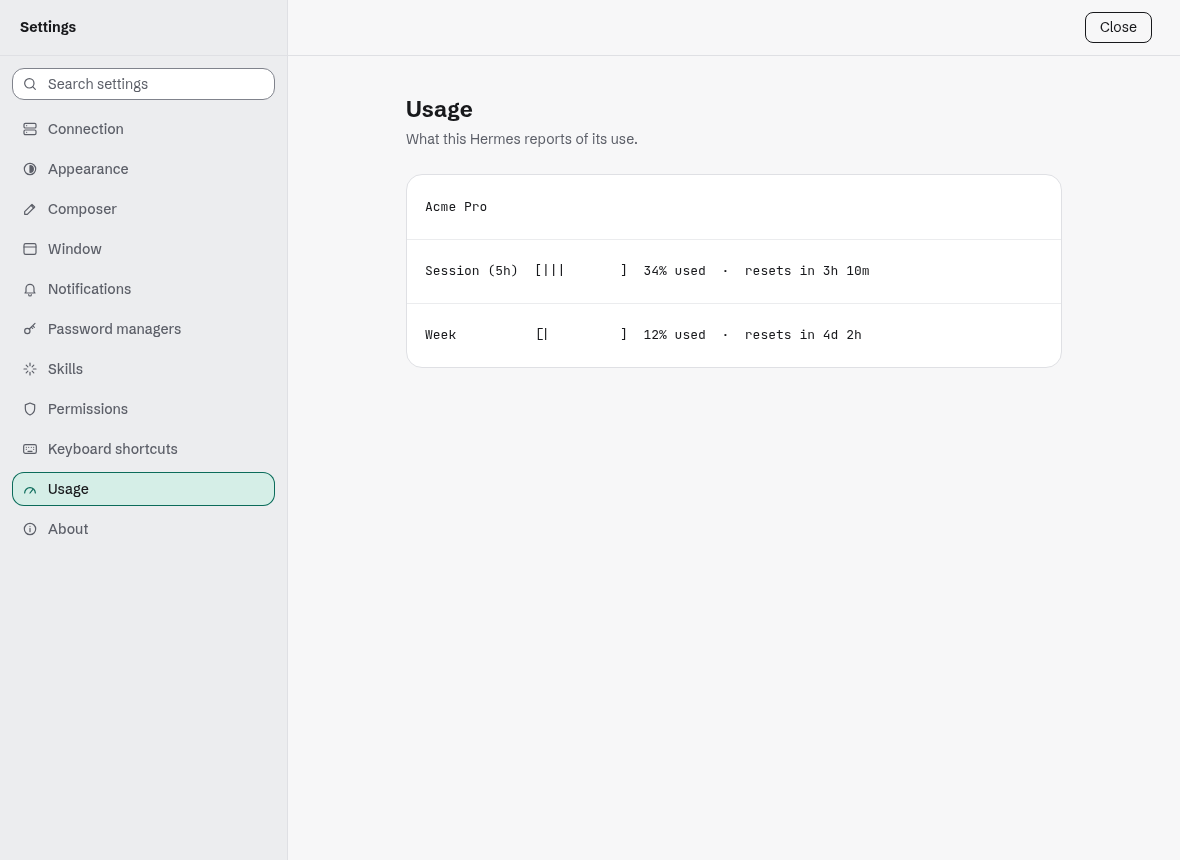 Settings
Close
Search settings
Connection
Appearance
Composer
Window
Notifications
Password managers
Skills
Permissions
Keyboard shortcuts
Usage
About
Usage
What this Hermes reports of its use.
Acme Pro
Session (5h)  [|||       ]  34% used  ·  resets in 3h 10m
Week          [|         ]  12% used  ·  resets in 4d 2h